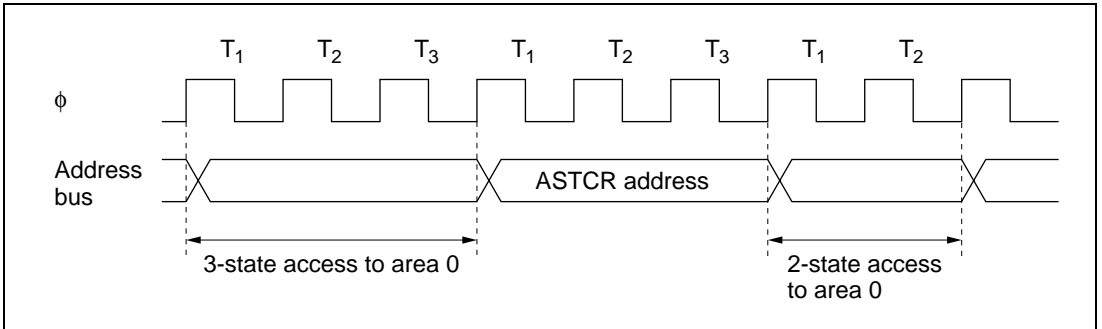 T₁ T₂ T₃ T₁ T₂ T₃ T₁ T₂
ϕ
Address
bus
ASTCR address
3-state access to area 0
2-state access
to area 0